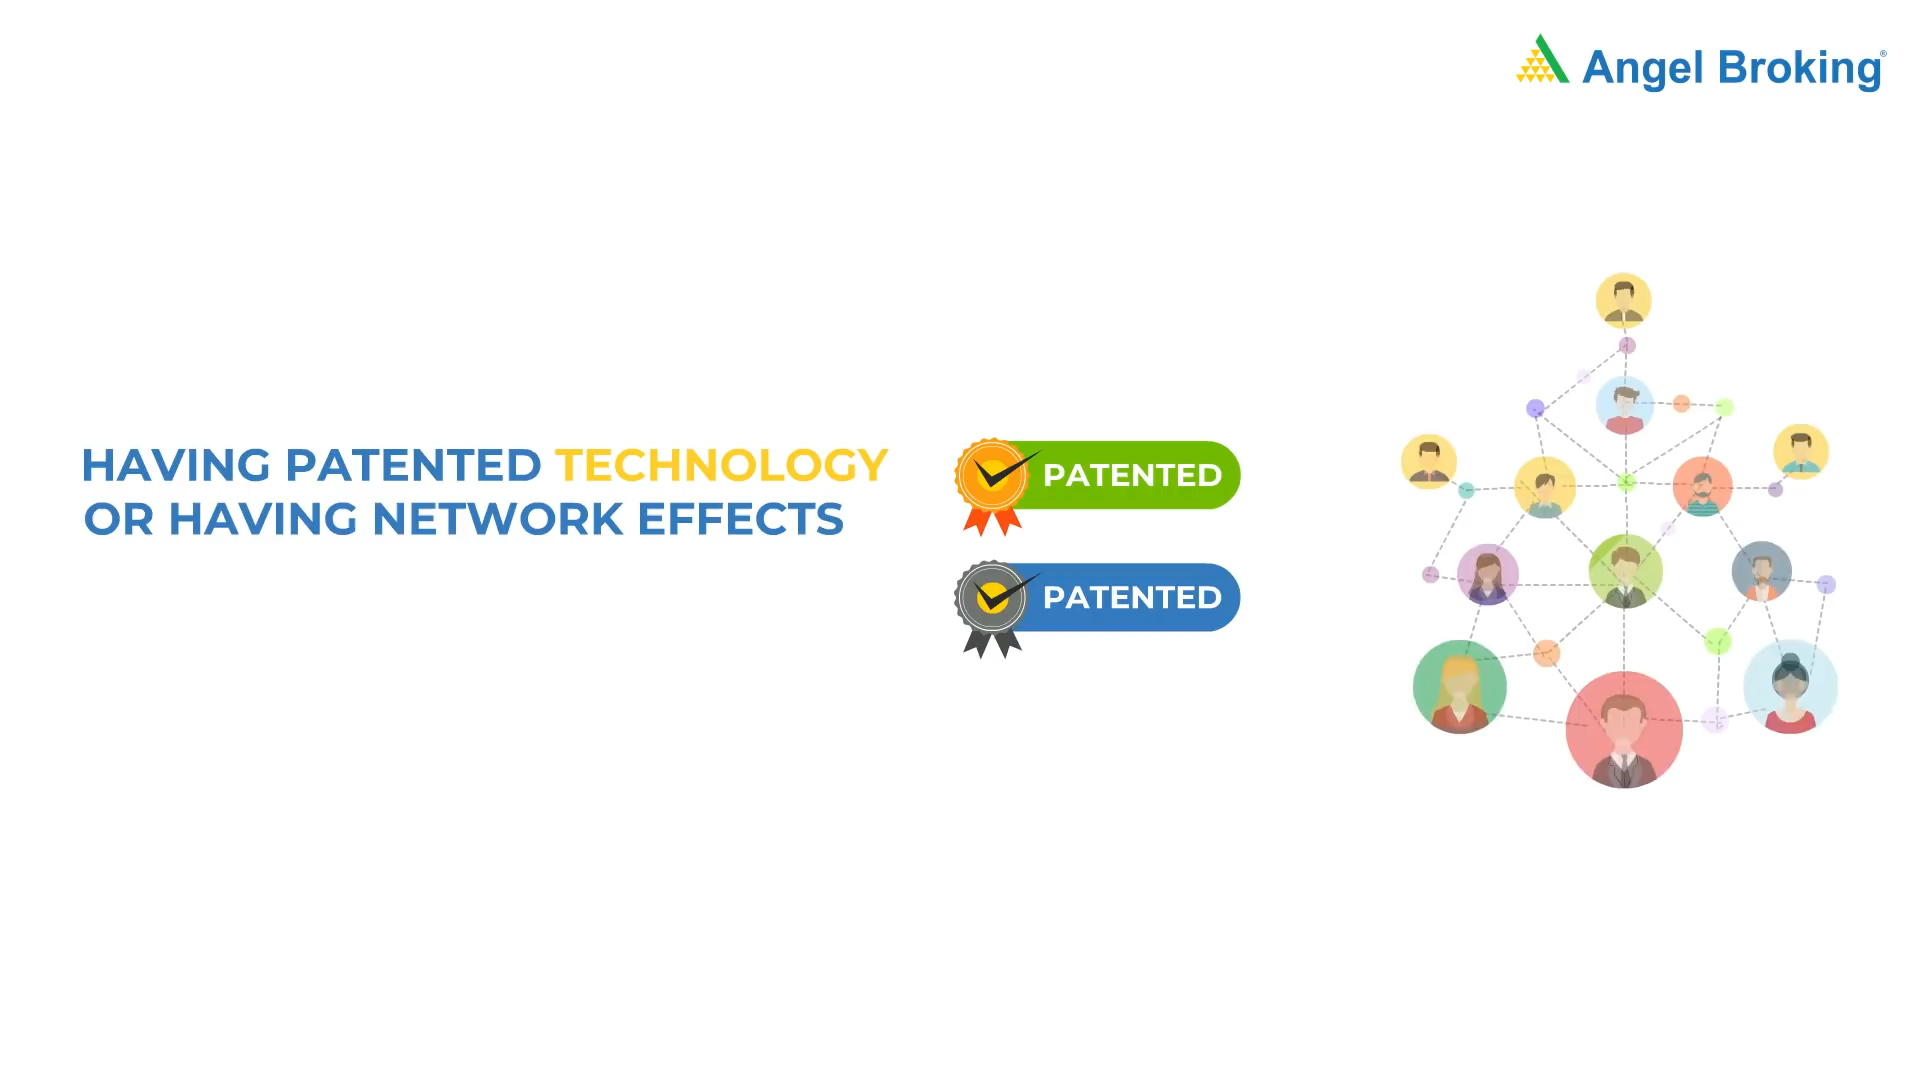 Angel Broking®
HAVING PATENTED TECHNOLOGY
OR HAVING NETWORK EFFECTS
PATENTED
PATENTED